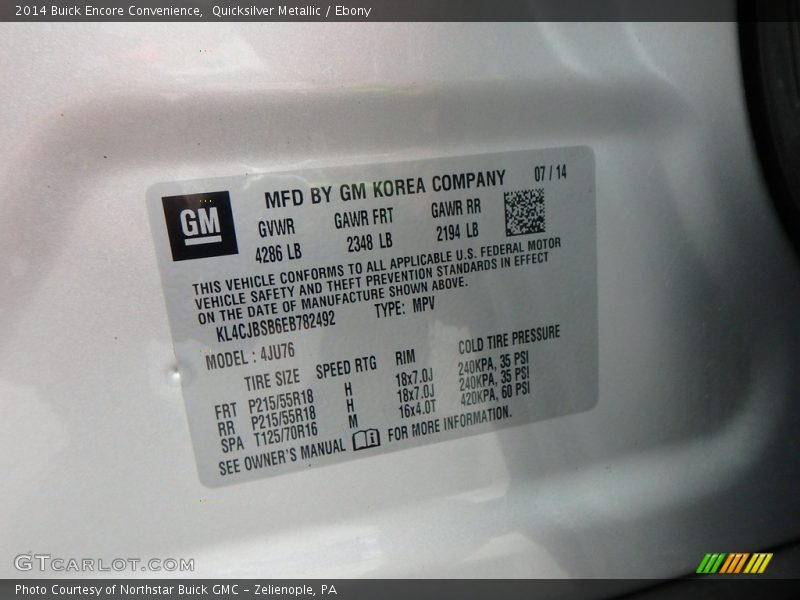 2014 Buick Encore Convenience, Quicksilver Metallic / Ebony
MFD BY GM KOREA COMPANY 07 / 14
GM
GVWR GAWR FRT GAWR RR
4286 LB 2348 LB 2194 LB
THIS VEHICLE CONFORMS TO ALL APPLICABLE U.S. FEDERAL MOTOR
VEHICLE SAFETY AND THEFT PREVENTION STANDARDS IN EFFECT
ON THE DATE OF MANUFACTURE SHOWN ABOVE.
KL4CJBSB6EB782492 TYPE: MPV
MODEL : 4JU76
TIRE SIZE SPEED RTG RIM COLD TIRE PRESSURE
FRT P215/55R18 H 18x7.0J 240KPA, 35 PSI
RR P215/55R18 H 18x7.0J 240KPA, 35 PSI
SPA T125/70R16 M 16x4.0T 420KPA, 60 PSI
SEE OWNER'S MANUAL FOR MORE INFORMATION.
GTCARLOT.COM
Photo Courtesy of Northstar Buick GMC - Zelienople, PA